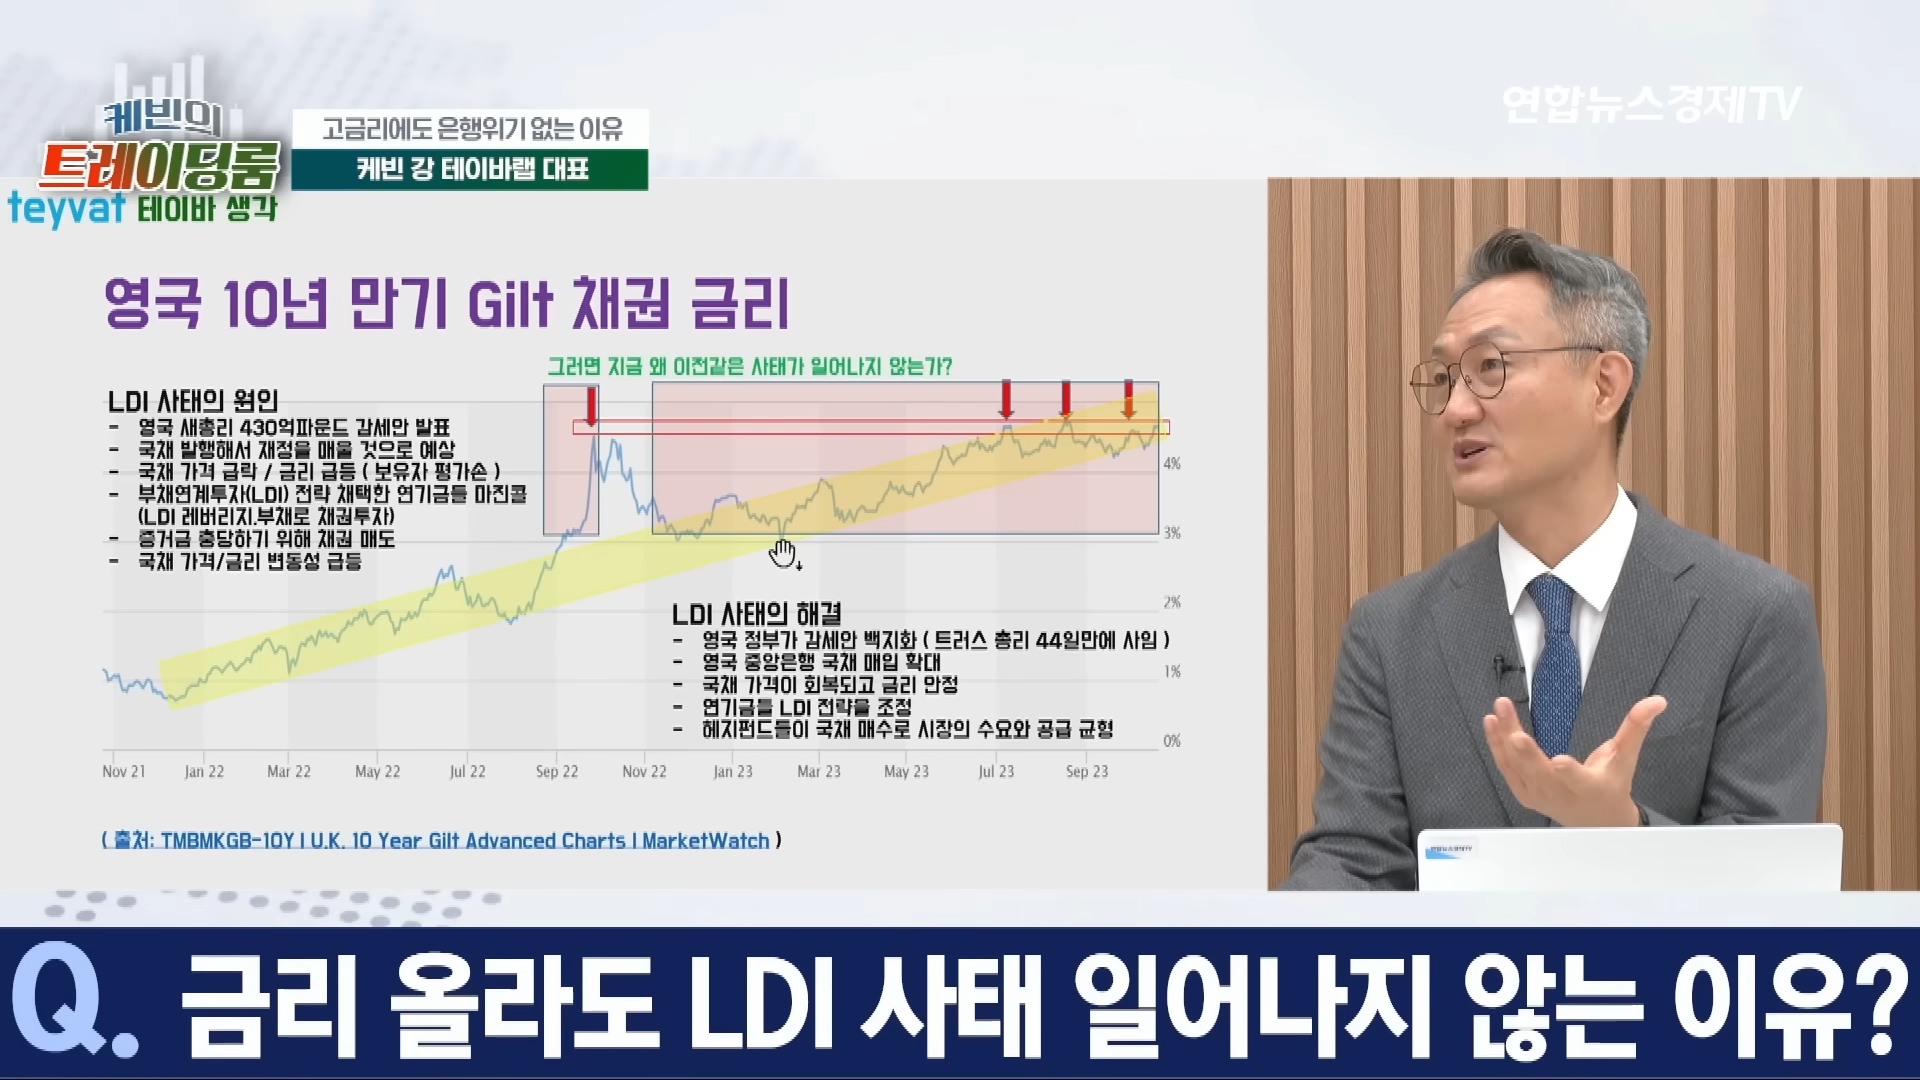 케빈의
트레이딩룸
고금리에도 은행위기 없는 이유
케빈 강 테이바랩 대표
연합뉴스경제TV
teyvat 테이바 생각
영국 10년 만기 Gilt 채권 금리
그러면 지금 왜 이전같은 사태가 일어나지 않는가?
LDI 사태의 원인
- 영국 새총리 430억파운드 감세안 발표
- 국채 발행해서 재정을 매울 것으로 예상
- 국채 가격 급락 / 금리 급등 ( 보유자 평가손 )
- 부채연계투자(LDI) 전략 채택한 연기금들 마진콜
(LDI 레버리지.부채로 채권투자)
- 증거금 충당하기 위해 채권 매도
- 국채 가격/금리 변동성 급등
4%
3%
2%
1%
0%
LDI 사태의 해결
- 영국 정부가 감세안 백지화 ( 트러스 총리 44일만에 사임 )
- 영국 중앙은행 국채 매입 확대
- 국채 가격이 회복되고 금리 안정
- 연기금들 LDI 전략을 조정
- 헤지펀드들이 국채 매수로 시장의 수요와 공급 균형
Nov 21 Jan 22 Mar 22 May 22 Jul 22 Sep 22 Nov 22 Jan 23 Mar 23 May 23 Jul 23 Sep 23
( 출처: TMBMKGB-10Y | U.K. 10 Year Gilt Advanced Charts | MarketWatch )
연합뉴스경제TV
Q. 금리 올라도 LDI 사태 일어나지 않는 이유?